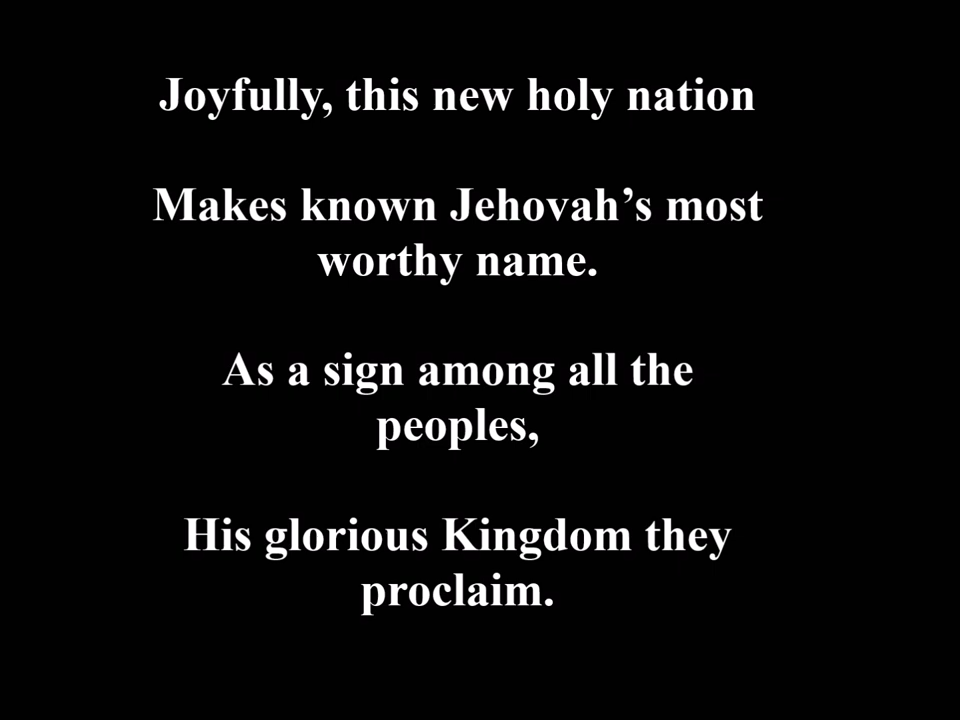 Joyfully, this new holy nation
Makes known Jehovah’s most
worthy name.
As a sign among all the
peoples,
His glorious Kingdom they
proclaim.